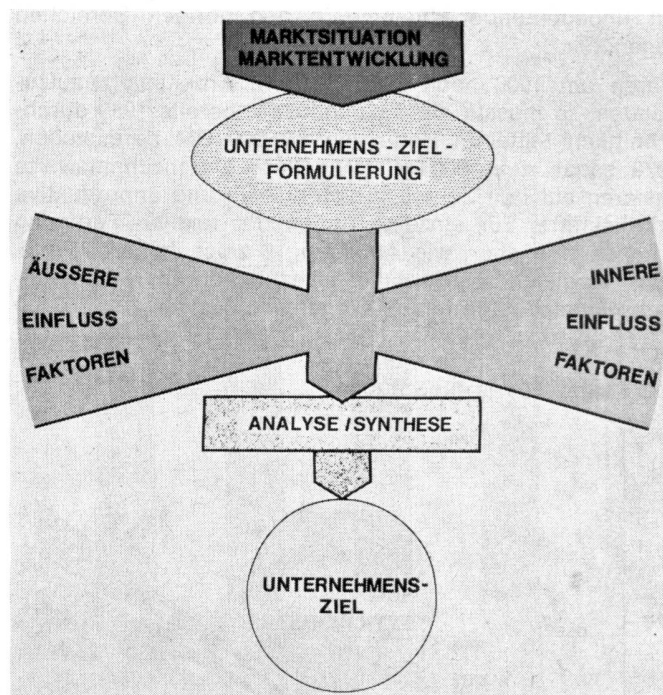 MARKTSITUATION
MARKTENTWICKLUNG
UNTERNEHMENS - ZIEL -
FORMULIERUNG
ÄUSSERE
EINFLUSS
FAKTOREN
INNERE
EINFLUSS
FAKTOREN
ANALYSE / SYNTHESE
UNTERNEHMENS-
ZIEL